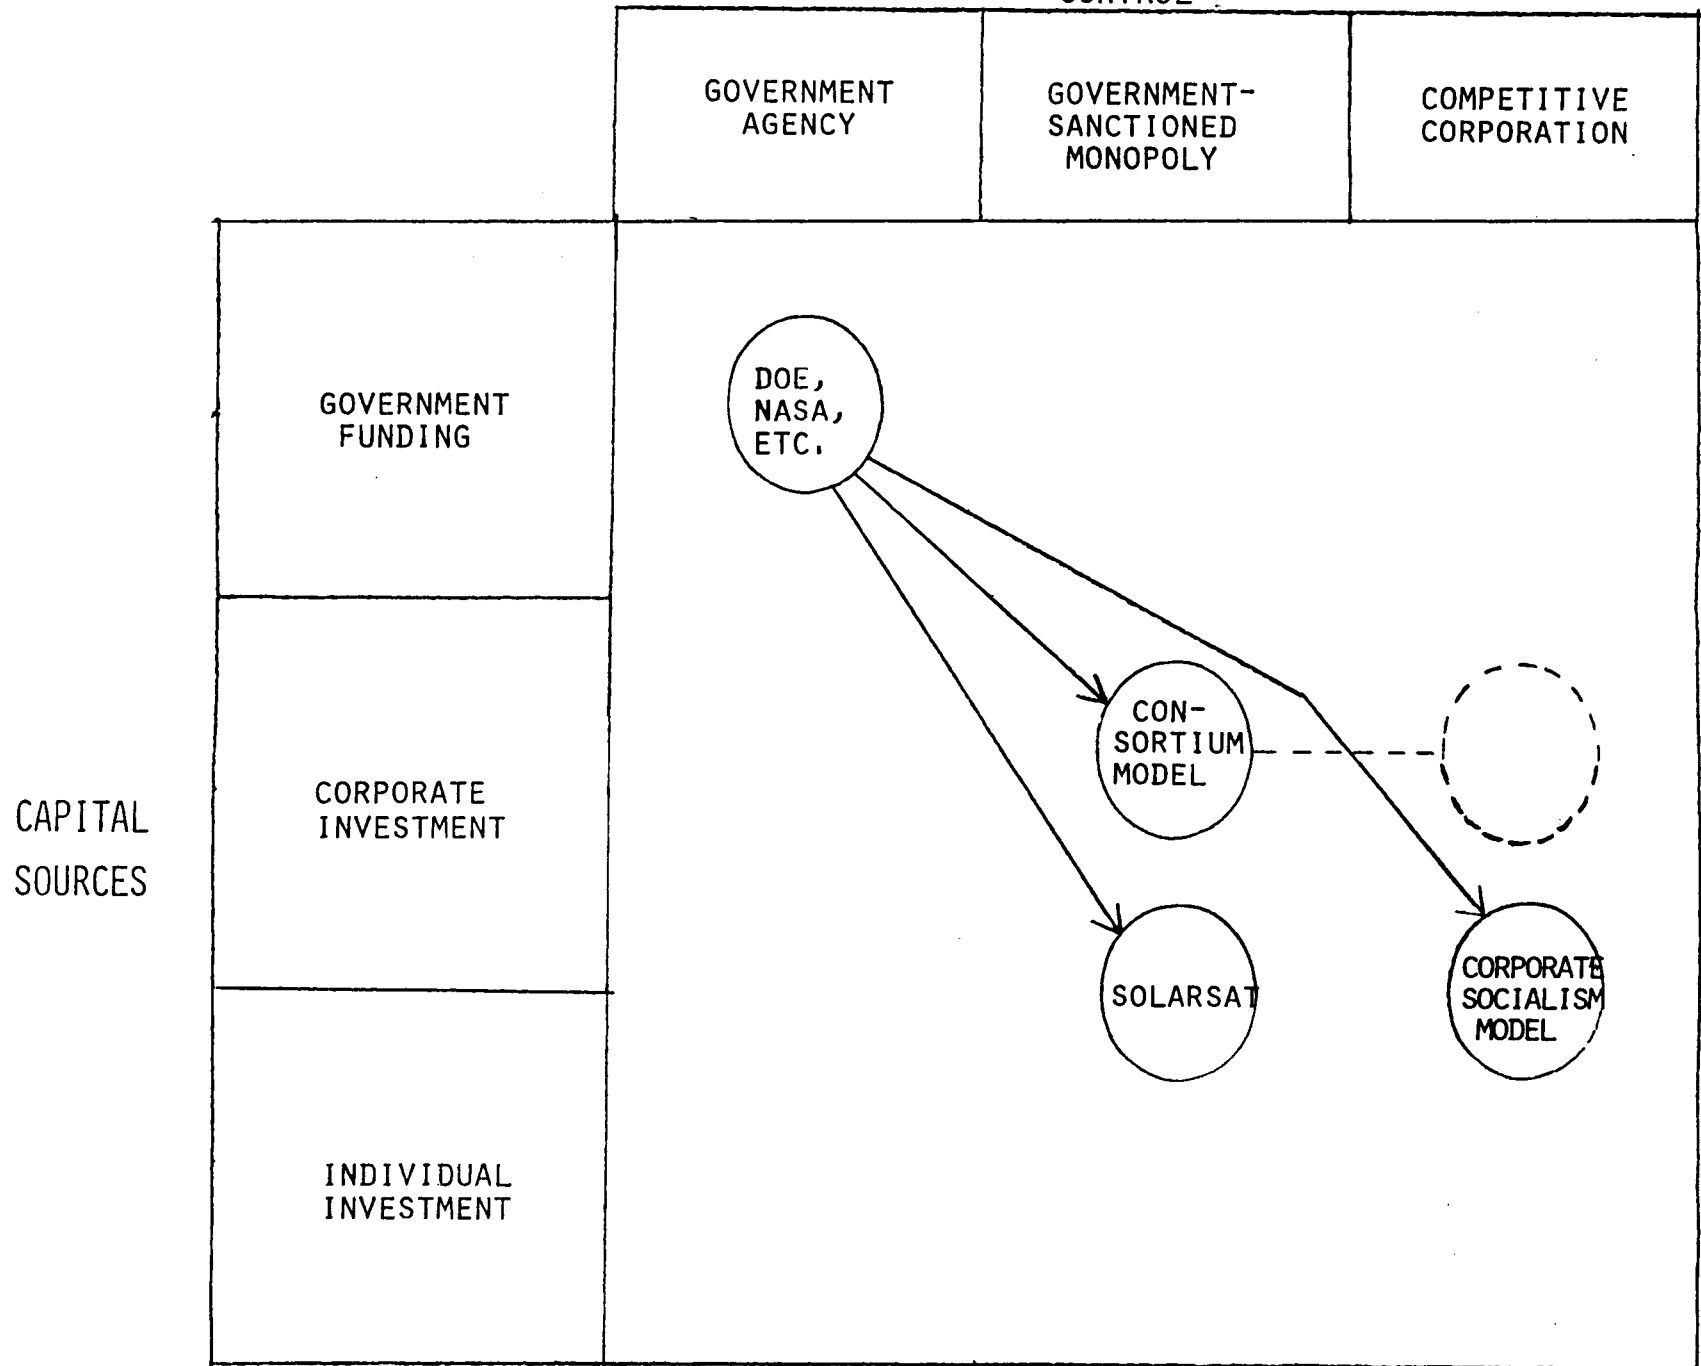 CONTROL
GOVERNMENT
AGENCY
GOVERNMENT-
SANCTIONED
MONOPOLY
COMPETITIVE
CORPORATION
GOVERNMENT
FUNDING
DOE,
NASA,
ETC.
CAPITAL
SOURCES
CORPORATE
INVESTMENT
CON-
SORTIUM
MODEL
SOLARSAT
CORPORATE
SOCIALISM
MODEL
INDIVIDUAL
INVESTMENT